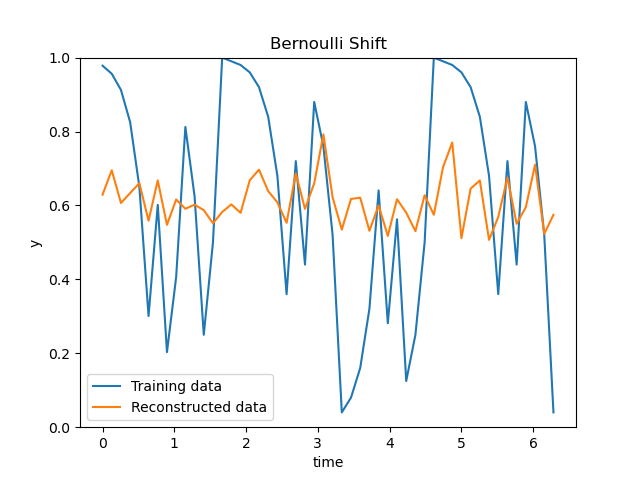 Bernoulli Shift
1.0
0.8
0.6
0.4
0.2
0.0
y
Training data
Reconstructed data
0 1 2 3 4 5 6
time